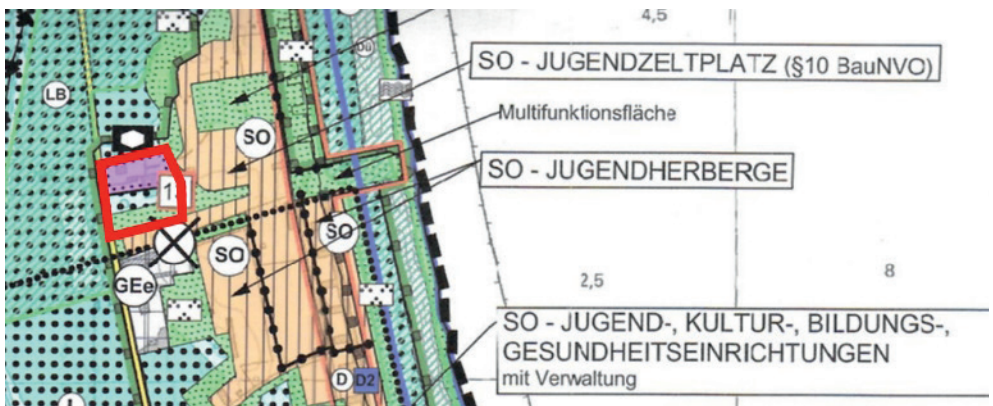 4,5
SO - JUGENDZELTPLATZ (§10 BauNVO)
Dü
LB
Multifunktionsfläche
SO
SO - JUGENDHERBERGE
SO
SO
GEe
2,5
8
SO - JUGEND-, KULTUR-, BILDUNGS-,
GESUNDHEITSEINRICHTUNGEN
mit Verwaltung
D
D2